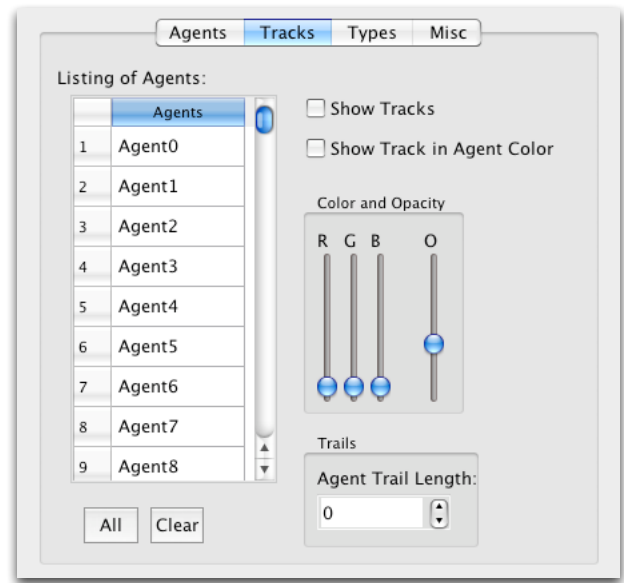 Agents Tracks Types Misc
Listing of Agents:
Agents
1 Agent0
2 Agent1
3 Agent2
4 Agent3
5 Agent4
6 Agent5
7 Agent6
8 Agent7
9 Agent8
All Clear
Show Tracks
Show Track in Agent Color
Color and Opacity
R G B O
Trails
Agent Trail Length:
0